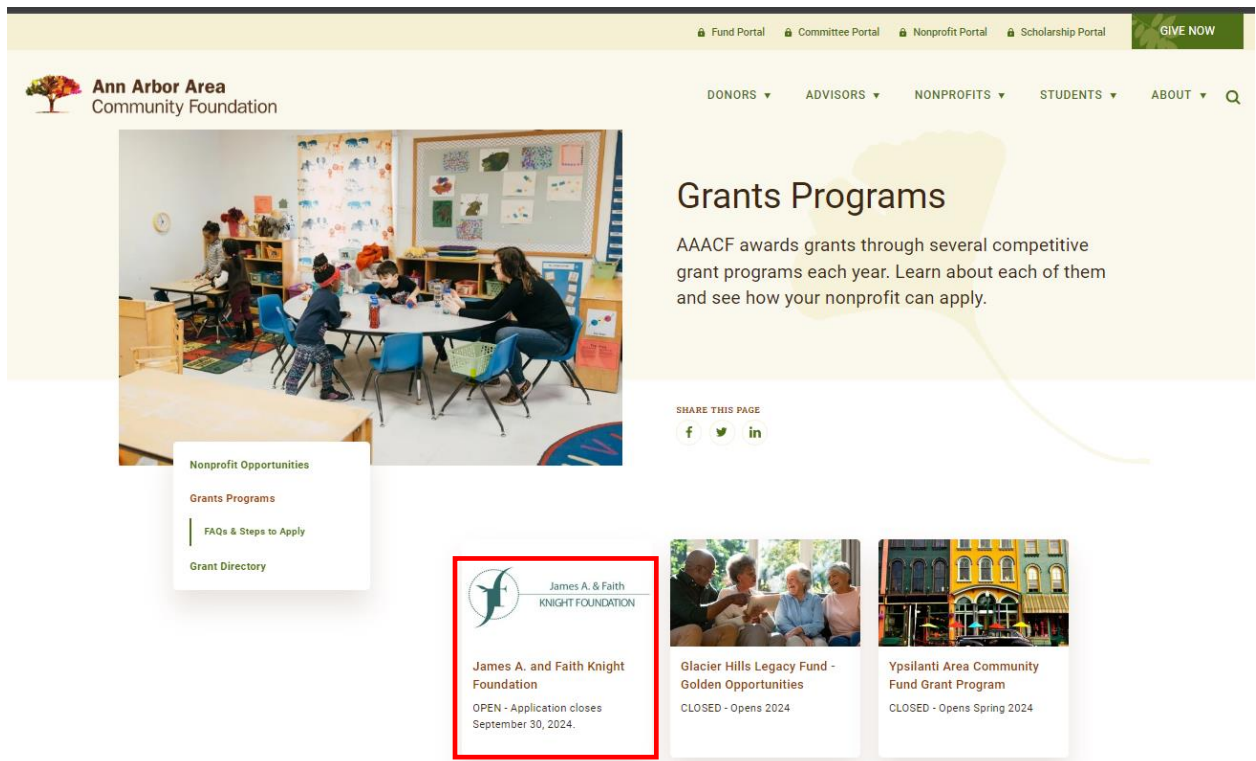 Fund Portal Committee Portal Nonprofit Portal Scholarship Portal GIVE NOW
Ann Arbor Area
Community Foundation
DONORS ADVISORS NONPROFITS STUDENTS ABOUT
Grants Programs
AAACF awards grants through several competitive
grant programs each year. Learn about each of them
and see how your nonprofit can apply.
SHARE THIS PAGE
f in
Nonprofit Opportunities
Grants Programs
FAQs & Steps to Apply
Grant Directory
James A. & Faith
KNIGHT FOUNDATION
James A. and Faith Knight
Foundation
OPEN - Application closes
September 30, 2024.
Glacier Hills Legacy Fund -
Golden Opportunities
CLOSED - Opens 2024
Ypsilanti Area Community
Fund Grant Program
CLOSED - Opens Spring 2024